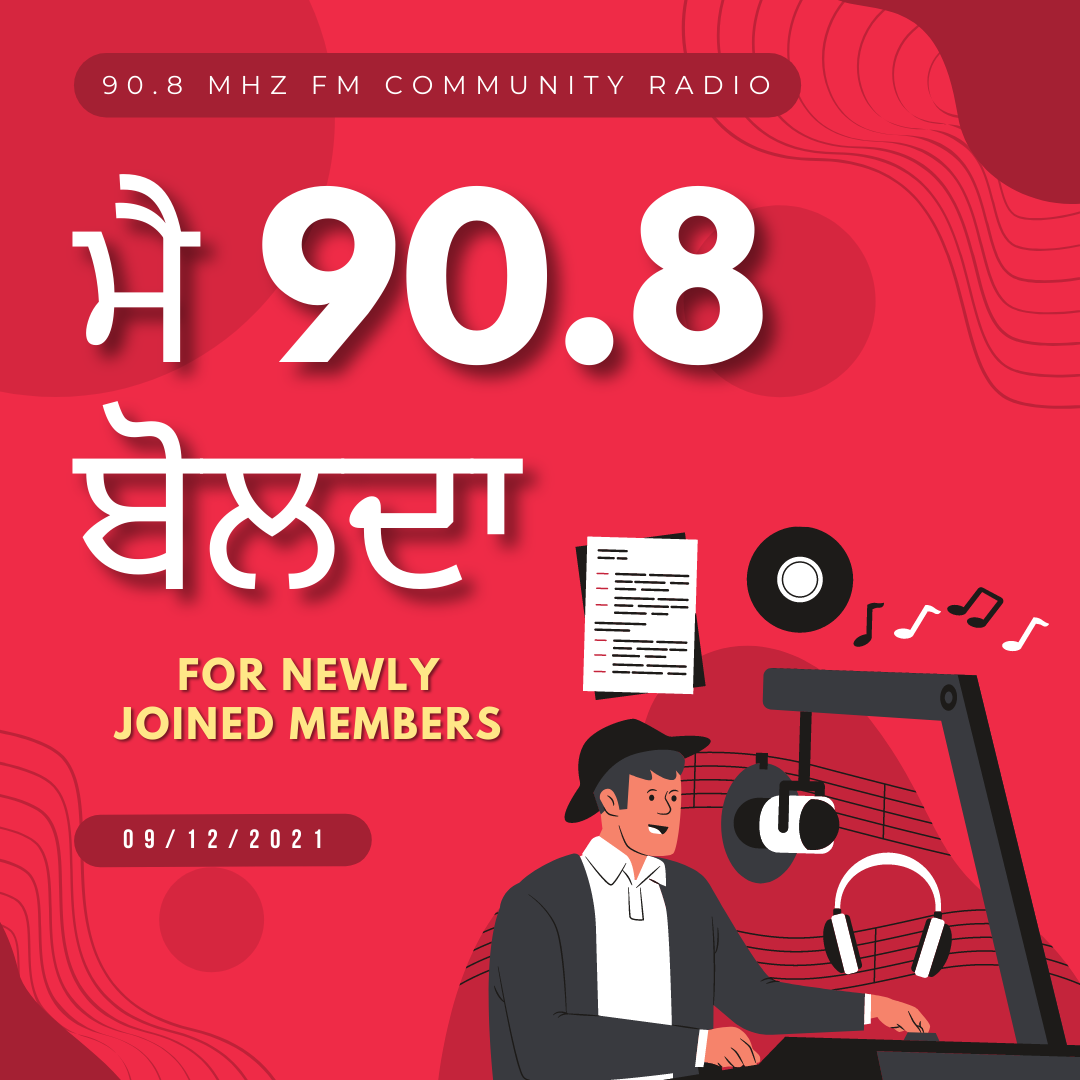 90.8 MHZ FM COMMUNITY RADIO
ਮੈ 90.8
ਬੋਲਦਾ
FOR NEWLY
JOINED MEMBERS
09/12/2021